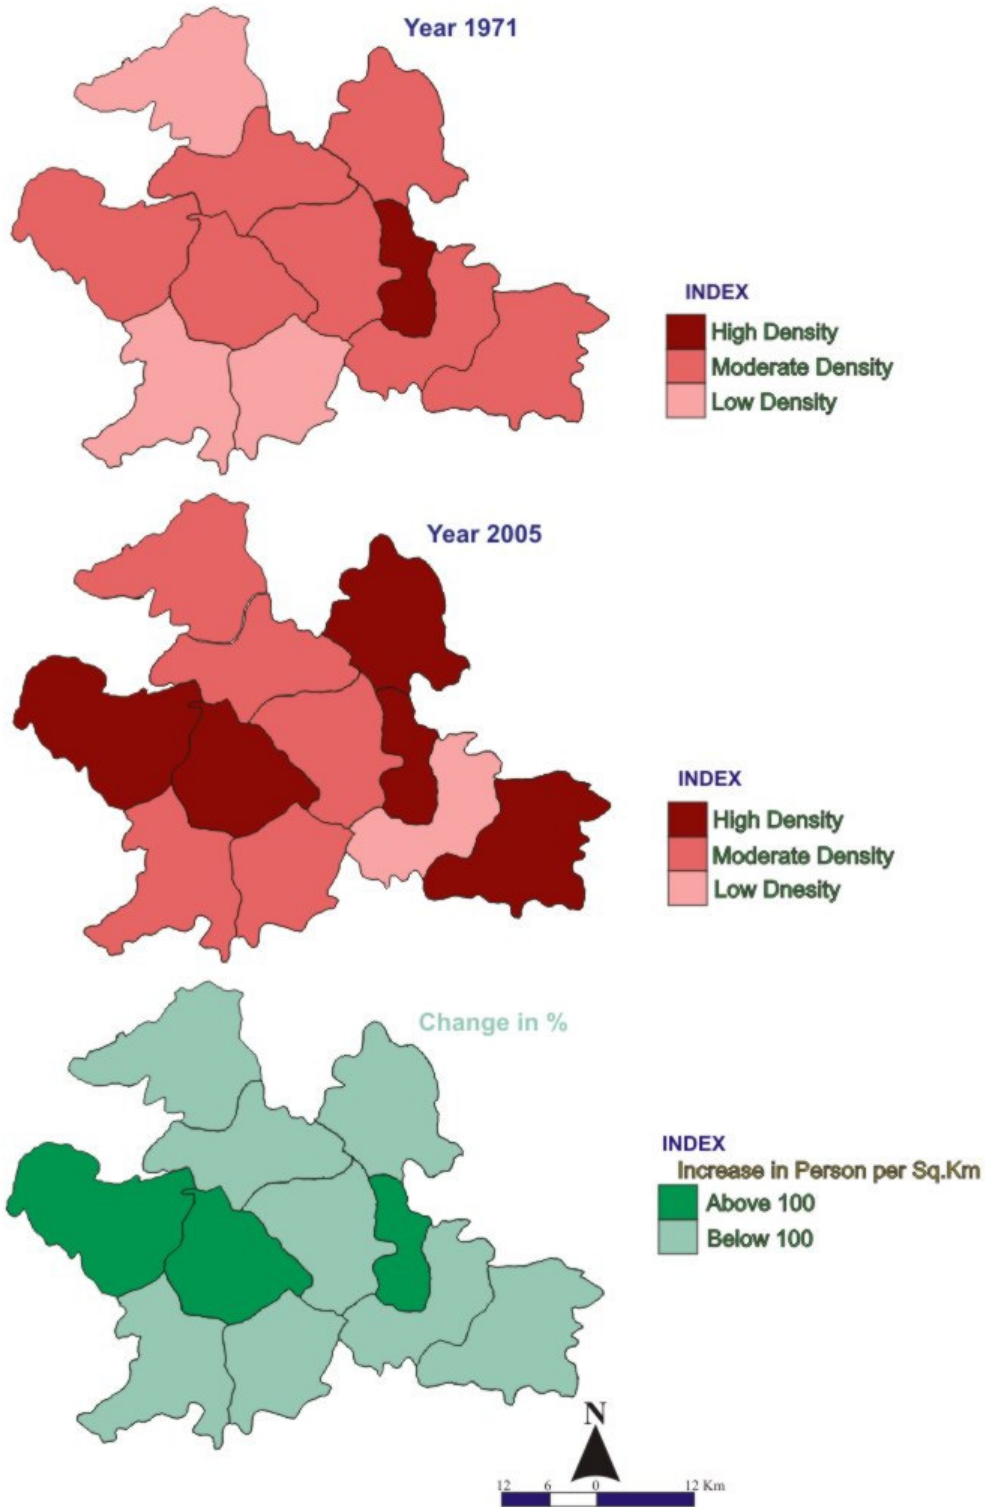 Year 1971
INDEX
High Density
Moderate Density
Low Density
Year 2005
INDEX
High Density
Moderate Density
Low Dnesity
Change in %
INDEX
Increase in Person per Sq.Km
Above 100
Below 100
N
12 6 0 12 Km